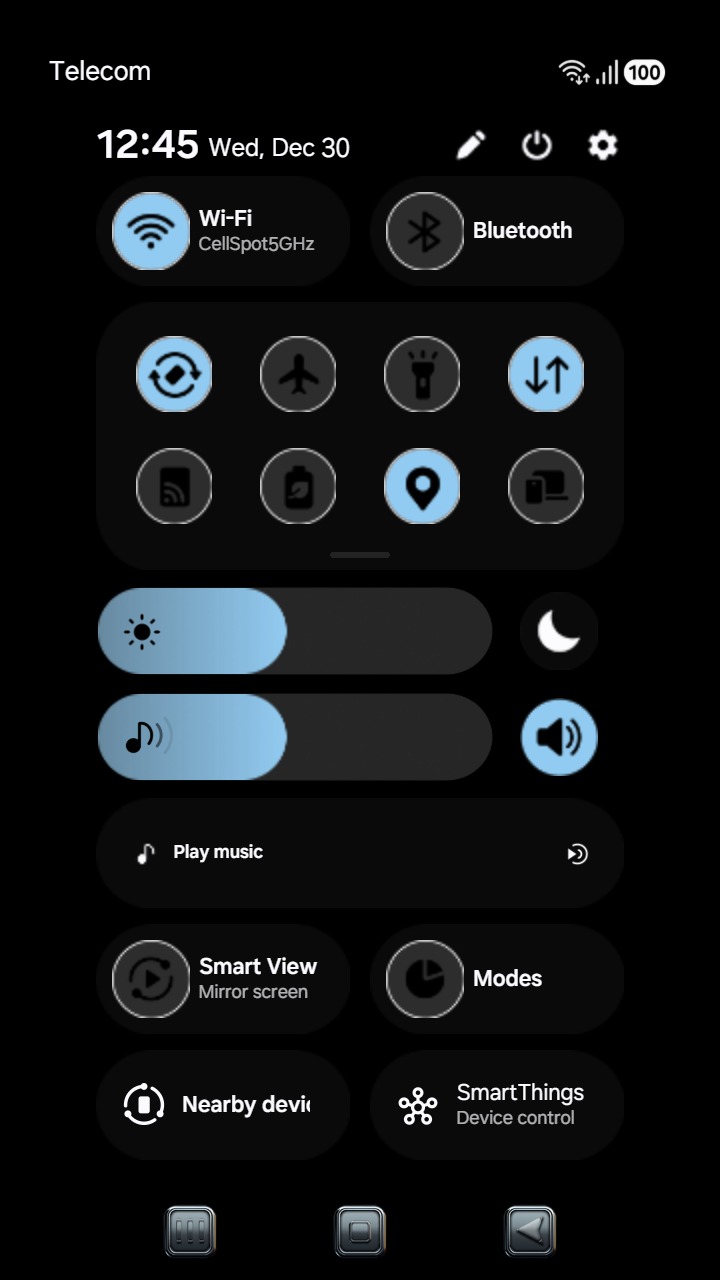 Telecom
100
12:45 Wed, Dec 30
Wi-Fi
CellSpot5GHz
Bluetooth
Play music
Smart View
Mirror screen
Modes
Nearby devic
SmartThings
Device control